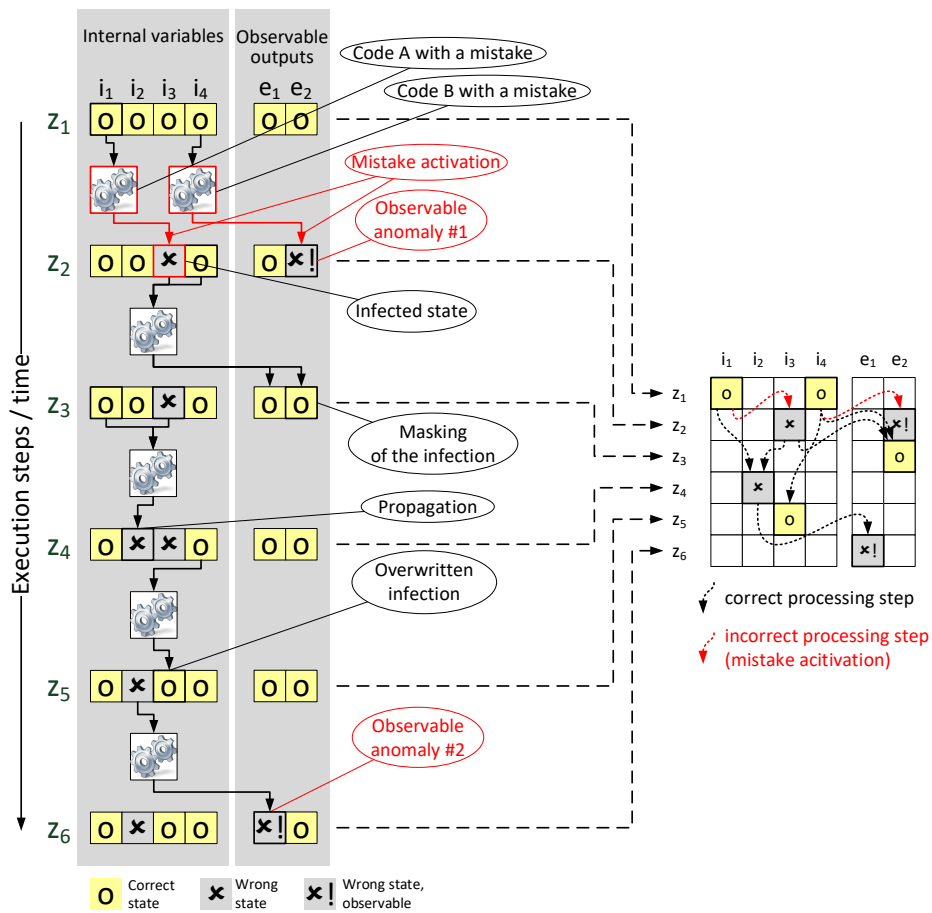 Internal variables
Observable
outputs
Code A with a mistake
Code B with a mistake
i1 i2 i3 i4
e1 e2
z1
o o o o
o o
Mistake activation
Observable
anomaly #1
z2
o o × o
o ×!
Infected state
z3
o o × o
o o
Masking
of the infection
Propagation
z4
o × × o
o o
Overwritten
infection
z5
o × o o
o o
Observable
anomaly #2
z6
o × o o
×! o
Execution steps / time
o Correct
state
× Wrong
state
×! Wrong state,
observable
i1 i2 i3 i4 e1 e2
z1 o o
z2 × ×!
z3 o
z4 ×
z5 o
z6 ×!
correct processing step
incorrect processing step
(mistake acitivation)